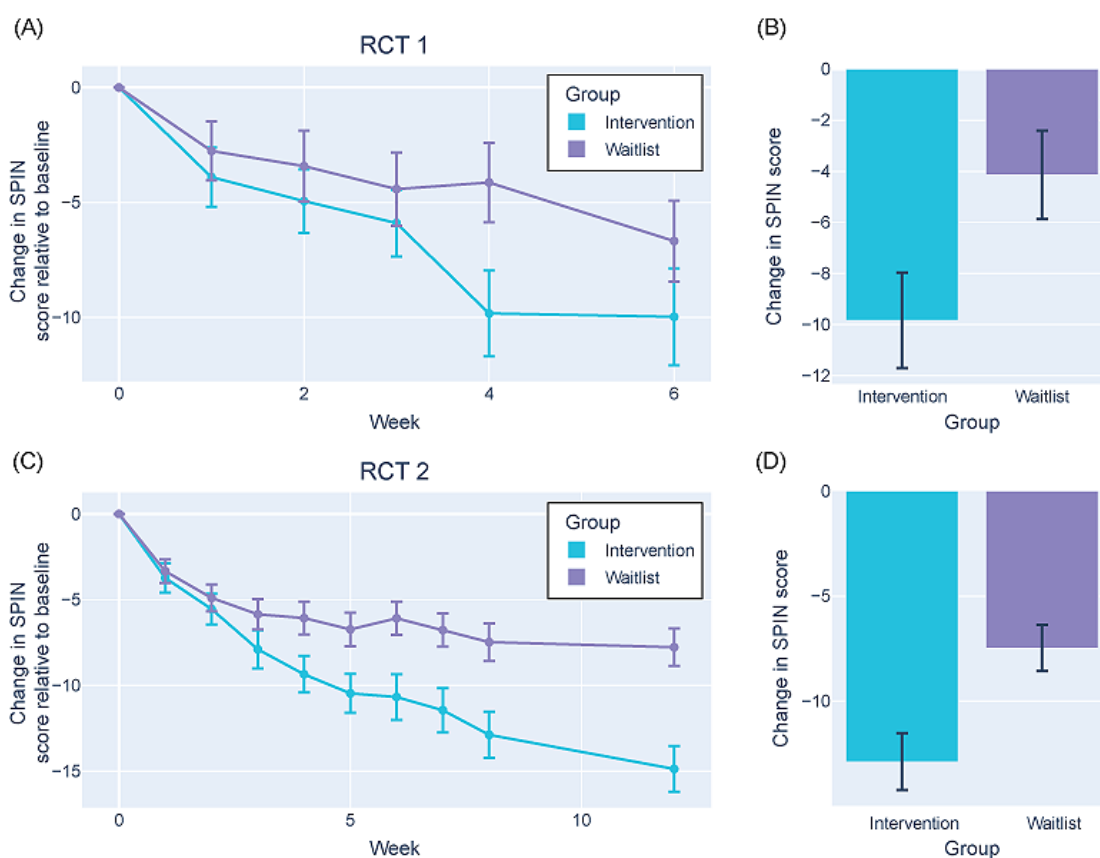 (A)
RCT 1
Change in SPIN
score relative to baseline
0
−5
−10
Group
Intervention
Waitlist
0
2
4
6
Week
(B)
Change in SPIN score
0
−2
−4
−6
−8
−10
−12
Intervention
Waitlist
Group
(C)
RCT 2
Change in SPIN
score relative to baseline
0
−5
−10
−15
Group
Intervention
Waitlist
0
5
10
Week
(D)
Change in SPIN score
0
−5
−10
Intervention
Waitlist
Group